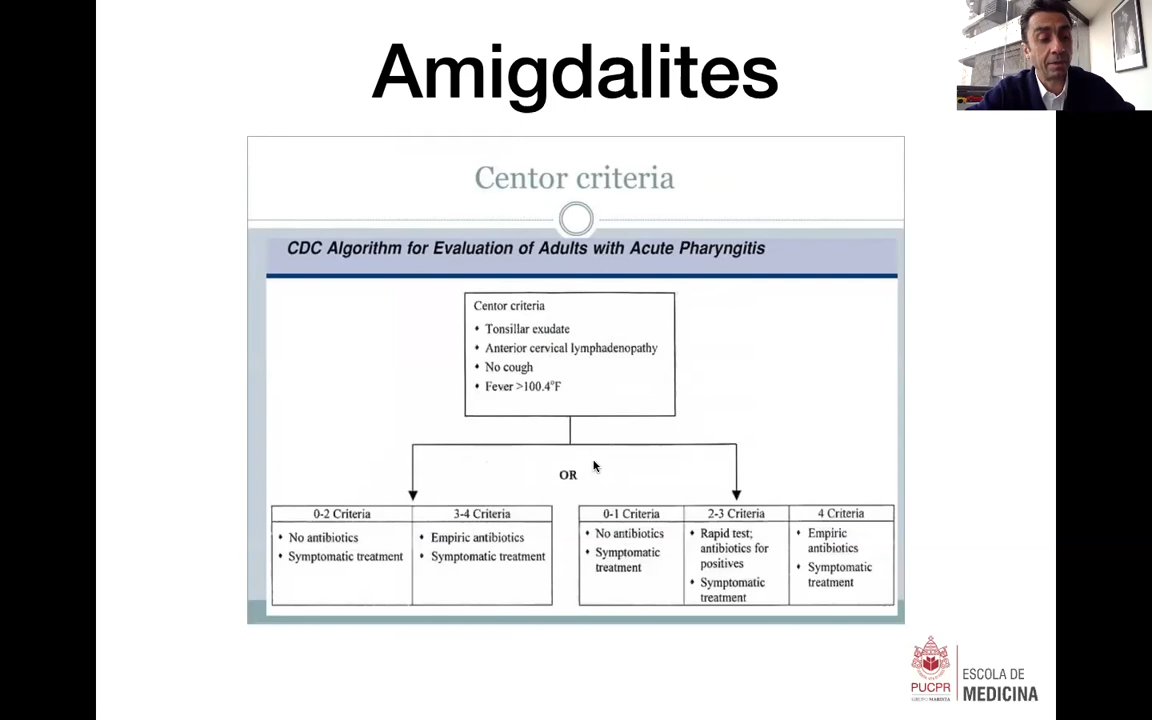 Amigdalites
Centor criteria
CDC Algorithm for Evaluation of Adults with Acute Pharyngitis
Centor criteria
• Tonsillar exudate
• Anterior cervical lymphadenopathy
• No cough
• Fever >100.4°F
OR
0-2 Criteria
• No antibiotics
• Symptomatic treatment
3-4 Criteria
• Empiric antibiotics
• Symptomatic treatment
0-1 Criteria
• No antibiotics
• Symptomatic
treatment
2-3 Criteria
• Rapid test;
antibiotics for
positives
• Symptomatic
treatment
4 Criteria
• Empiric
antibiotics
• Symptomatic
treatment
PUCPR
GRUPO MARISTA
ESCOLA DE
MEDICINA